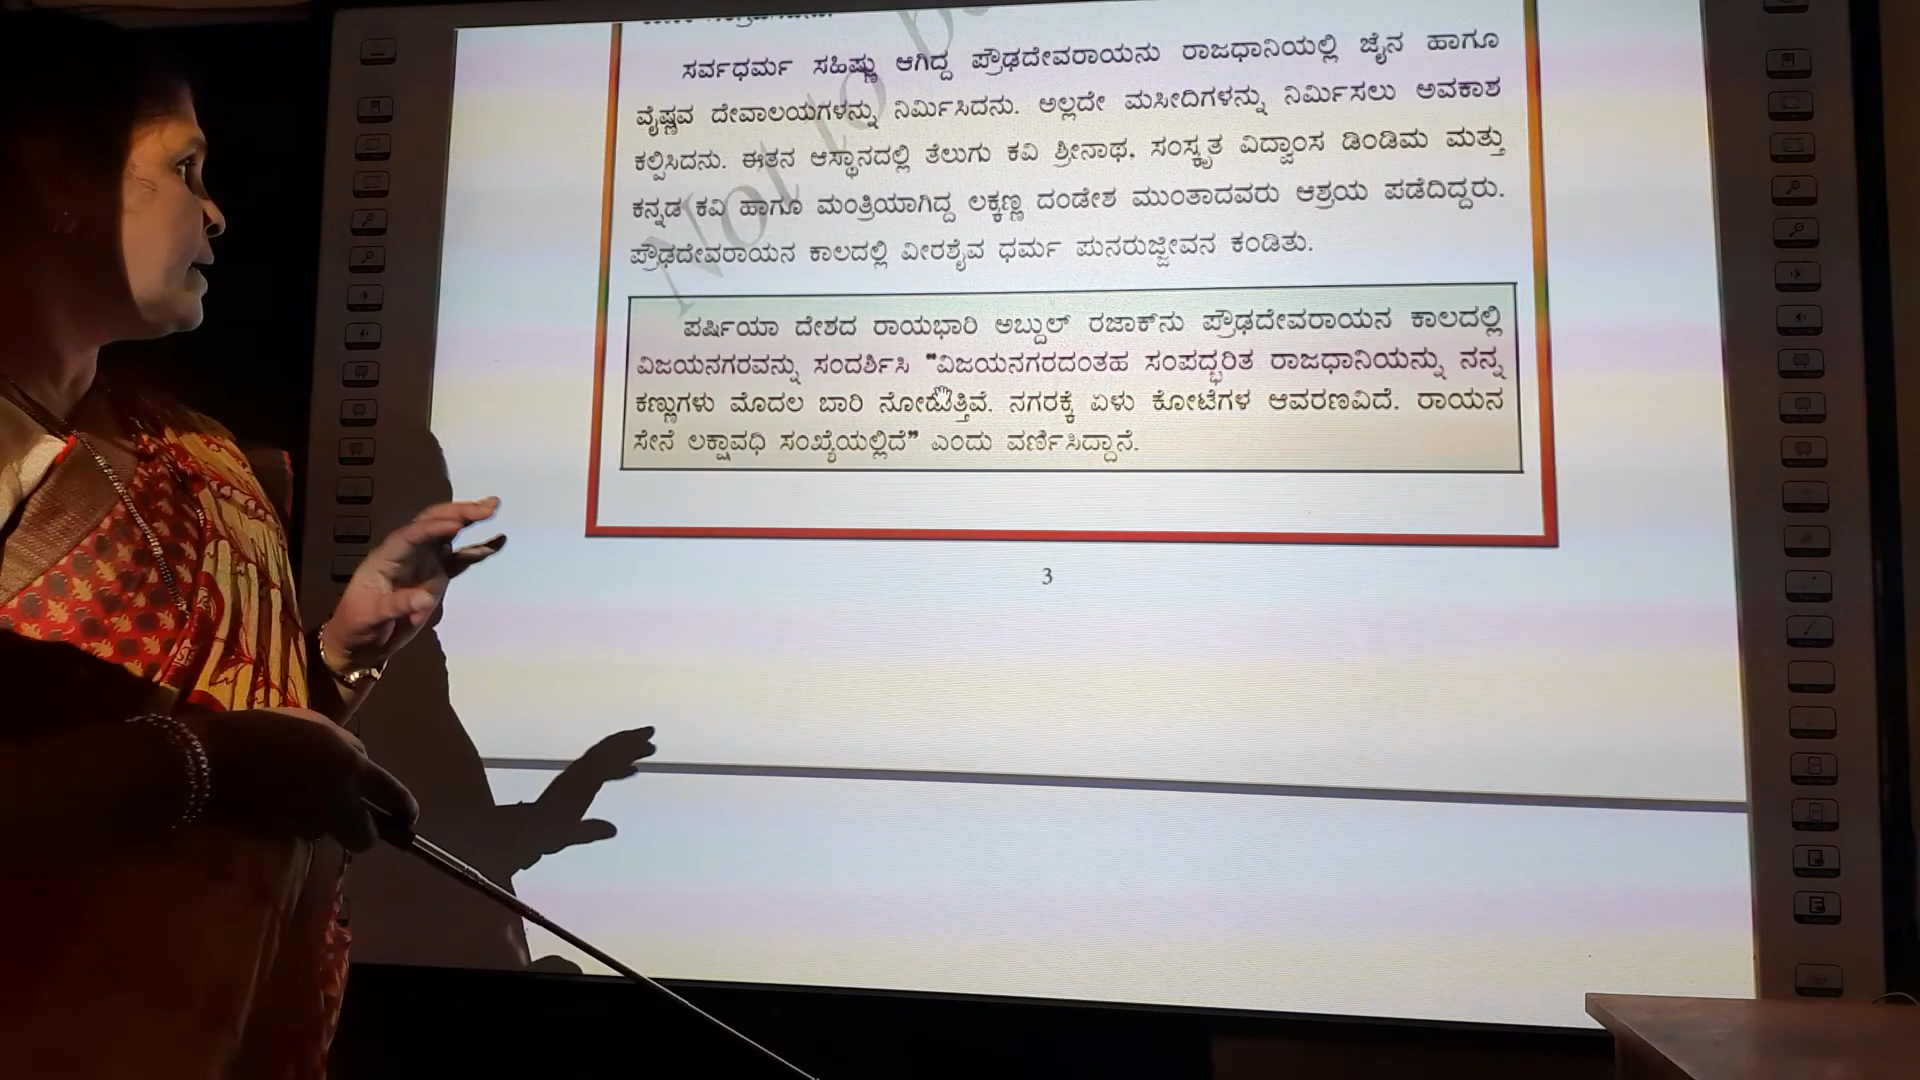 ಸರ್ವಧರ್ಮ ಸಹಿಷ್ಣು ಆಗಿದ್ದ ಪ್ರೌಢದೇವರಾಯನು ರಾಜಧಾನಿಯಲ್ಲಿ ಜೈನ ಹಾಗೂ
ವೈಷ್ಣವ ದೇವಾಲಯಗಳನ್ನು ನಿರ್ಮಿಸಿದನು. ಅಲ್ಲದೇ ಮಸೀದಿಗಳನ್ನು ನಿರ್ಮಿಸಲು ಅವಕಾಶ
ಕಲ್ಪಿಸಿದನು. ಈತನ ಆಸ್ಥಾನದಲ್ಲಿ ತೆಲುಗು ಕವಿ ಶ್ರೀನಾಥ, ಸಂಸ್ಕೃತ ವಿದ್ವಾಂಸ ಡಿಂಡಿಮ ಮತ್ತು
ಕನ್ನಡ ಕವಿ ಹಾಗೂ ಮಂತ್ರಿಯಾಗಿದ್ದ ಲಕ್ಕಣ್ಣ ದಂಡೇಶ ಮುಂತಾದವರು ಆಶ್ರಯ ಪಡೆದಿದ್ದರು.
ಪ್ರೌಢದೇವರಾಯನ ಕಾಲದಲ್ಲಿ ವೀರಶೈವ ಧರ್ಮ ಪುನರುಜ್ಜೀವನ ಕಂಡಿತು.
ಪರ್ಷಿಯಾ ದೇಶದ ರಾಯಭಾರಿ ಅಬ್ದುಲ್ ರಜಾಕ್‌ನು ಪ್ರೌಢದೇವರಾಯನ ಕಾಲದಲ್ಲಿ
ವಿಜಯನಗರವನ್ನು ಸಂದರ್ಶಿಸಿ "ವಿಜಯನಗರದಂತಹ ಸಂಪದ್ಭರಿತ ರಾಜಧಾನಿಯನ್ನು ನನ್ನ
ಕಣ್ಣುಗಳು ಮೊದಲ ಬಾರಿ ನೋಡುತ್ತಿವೆ. ನಗರಕ್ಕೆ ಏಳು ಕೋಟೆಗಳ ಆವರಣವಿದೆ. ರಾಯನ
ಸೇನೆ ಲಕ್ಷಾವಧಿ ಸಂಖ್ಯೆಯಲ್ಲಿದೆ" ಎಂದು ವರ್ಣಿಸಿದ್ದಾನೆ.
3
Not to be